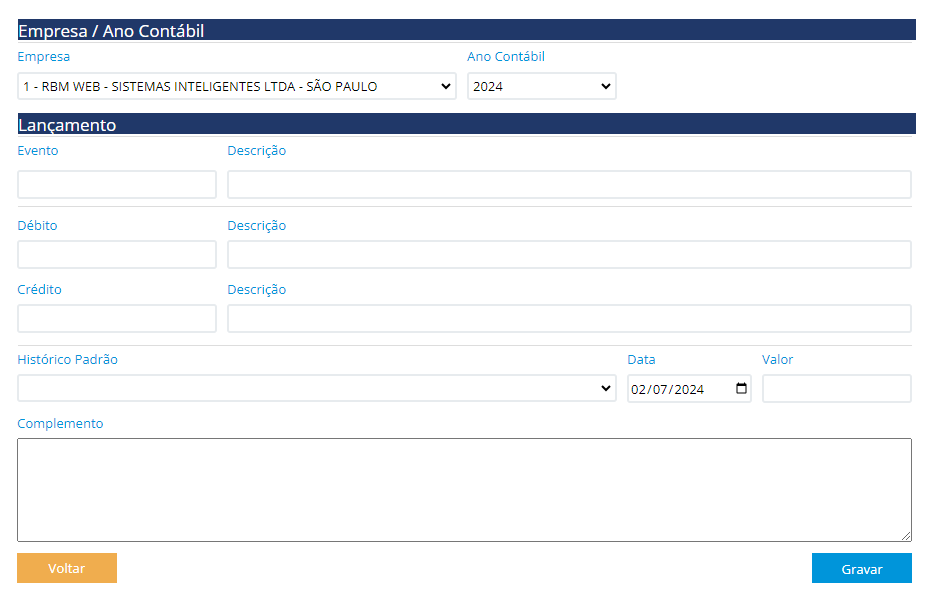 Empresa / Ano Contábil
Empresa Ano Contábil
1 - RBM WEB - SISTEMAS INTELIGENTES LTDA - SÃO PAULO 2024
Lançamento
Evento Descrição
Débito Descrição
Crédito Descrição
Histórico Padrão Data Valor
02/07/2024
Complemento
Voltar Gravar